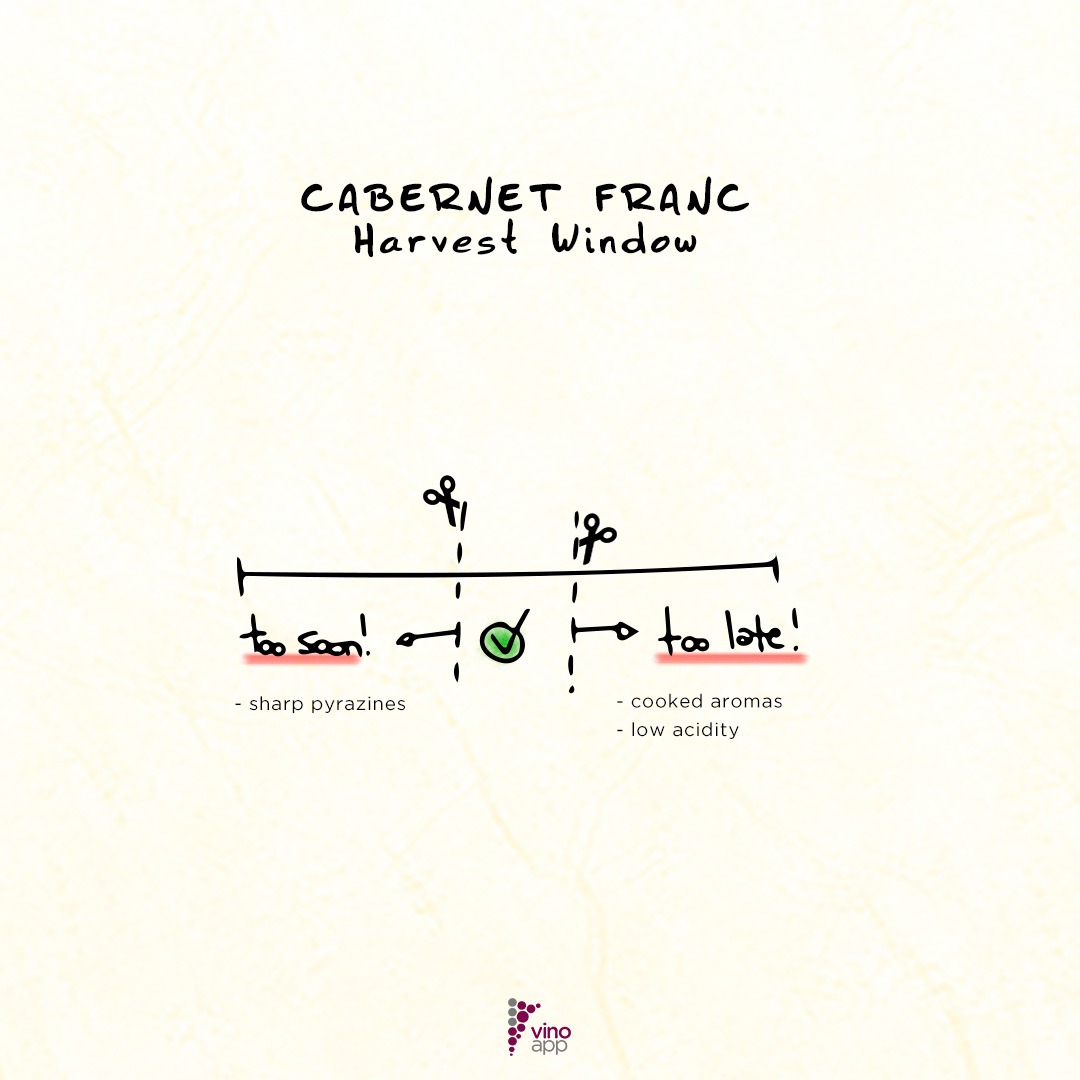 CABERNET FRANC
Harvest Window
too soon!
too late!
- sharp pyrazines
- cooked aromas
- low acidity
vino
app